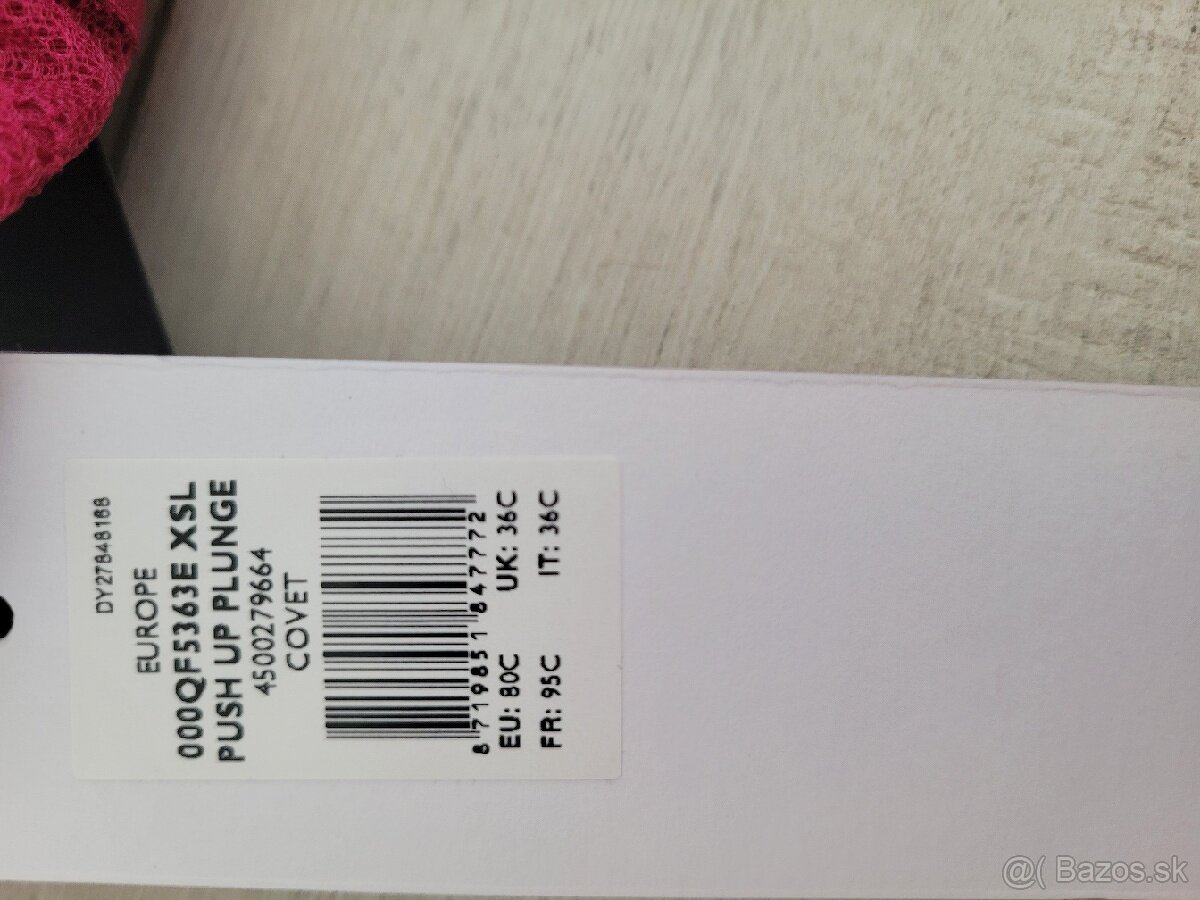 DY27848168
EUROPE
000QF5363E XSL
PUSH UP PLUNGE
4500279664
COVET
8 719851 847772
EU: 80C UK: 36C
FR: 95C IT: 36C
@( Bazos.sk